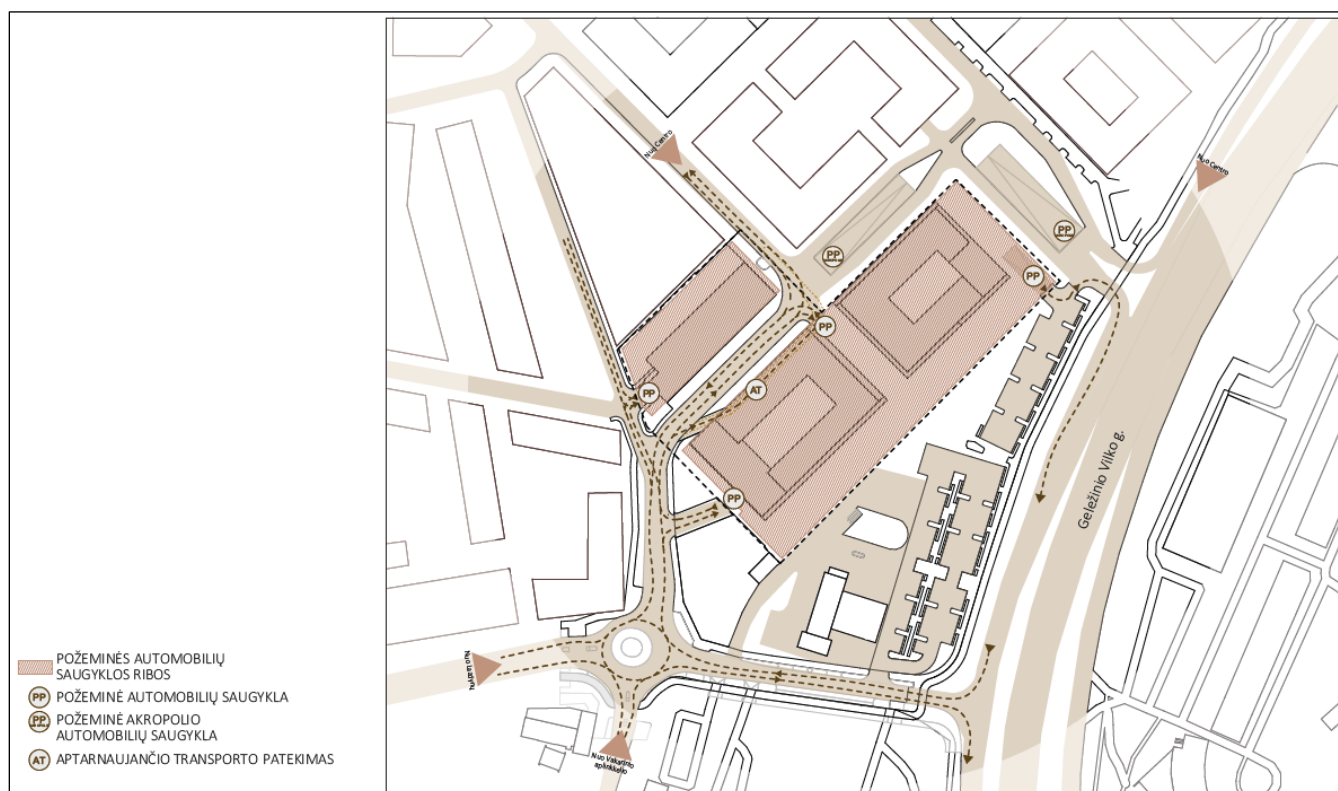 Nuo Centro
Nuo Centro
PP
PP
PP
PP
PP
AT
PP
Geležinio Vilko g.
Nuo Vakarinio
aplinkkelio
POŽEMINĖS AUTOMOBILIŲ
SAUGYKLOS RIBOS
PP POŽEMINĖ AUTOMOBILIŲ SAUGYKLA
PP POŽEMINĖ AKROPOLIO
AUTOMOBILIŲ SAUGYKLA
AT APTARNAUJANČIO TRANSPORTO PATEKIMAS